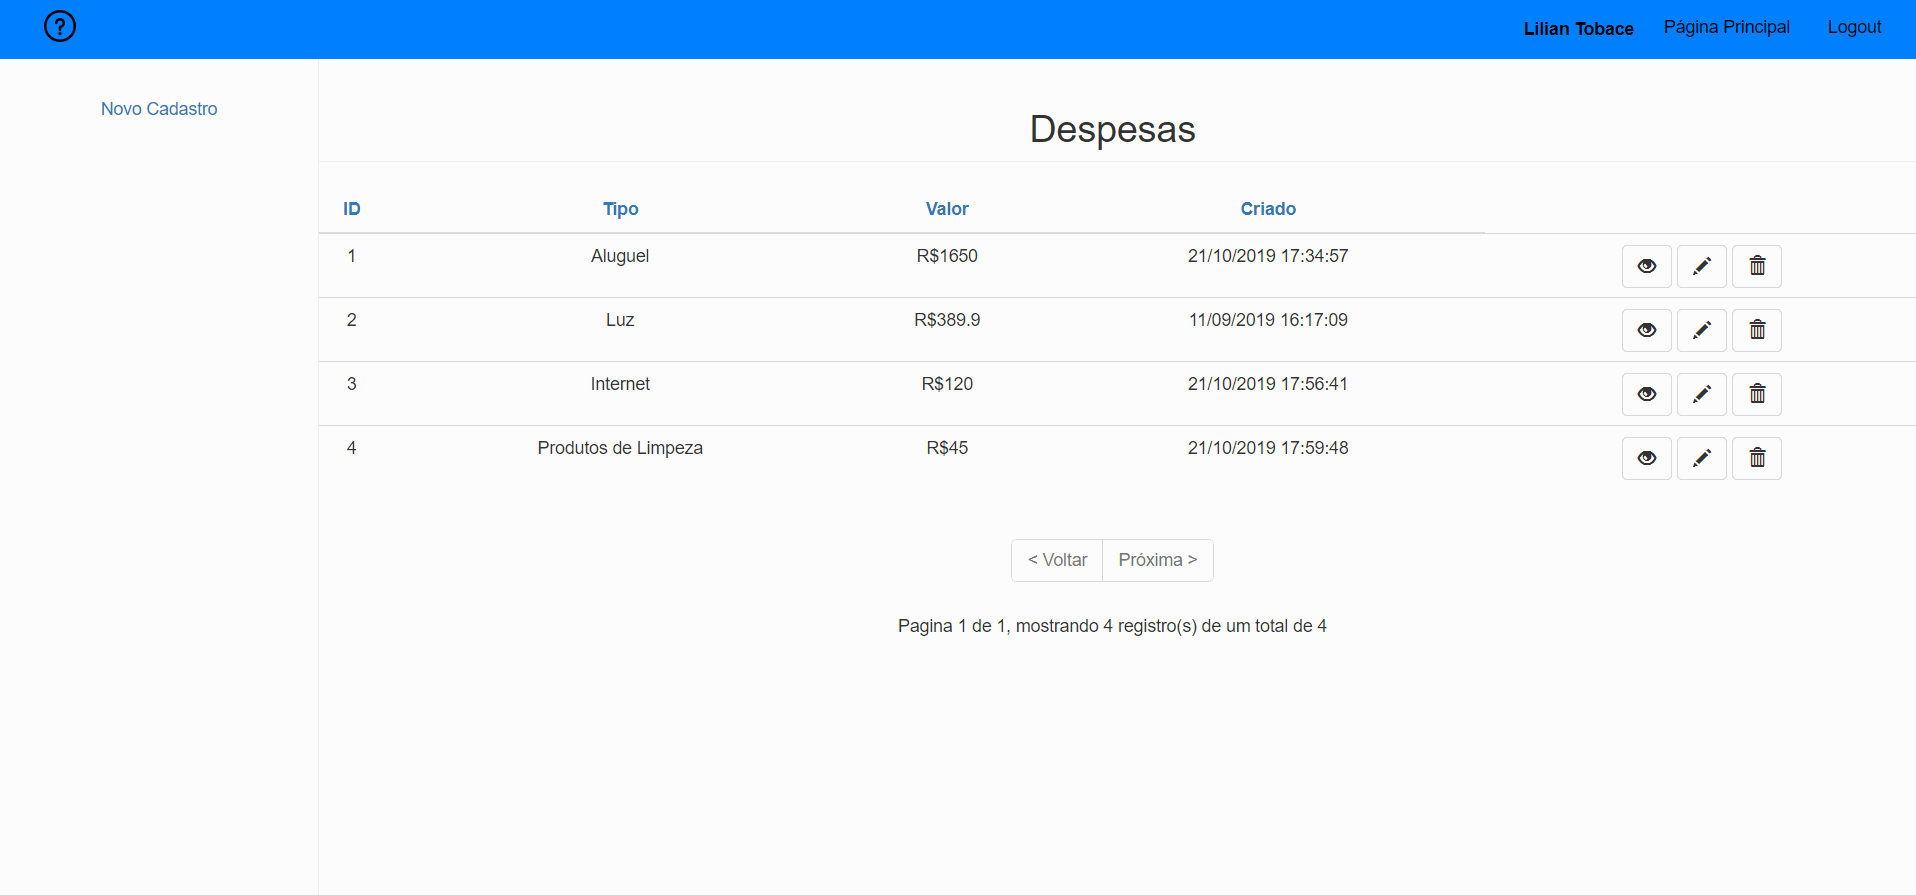 ? Lilian Tobace Página Principal Logout
Novo Cadastro
Despesas
ID Tipo Valor Criado
1 Aluguel R$1650 21/10/2019 17:34:57
2 Luz R$389.9 11/09/2019 16:17:09
3 Internet R$120 21/10/2019 17:56:41
4 Produtos de Limpeza R$45 21/10/2019 17:59:48
< Voltar Próxima >
Pagina 1 de 1, mostrando 4 registro(s) de um total de 4